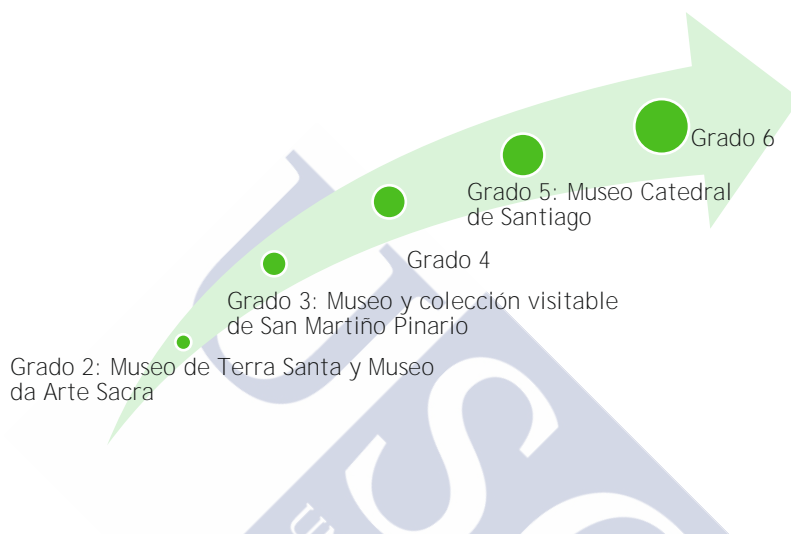 Grado 6
Grado 5: Museo Catedral
de Santiago
Grado 4
Grado 3: Museo y colección visitable
de San Martiño Pinario
Grado 2: Museo de Terra Santa y Museo
da Arte Sacra